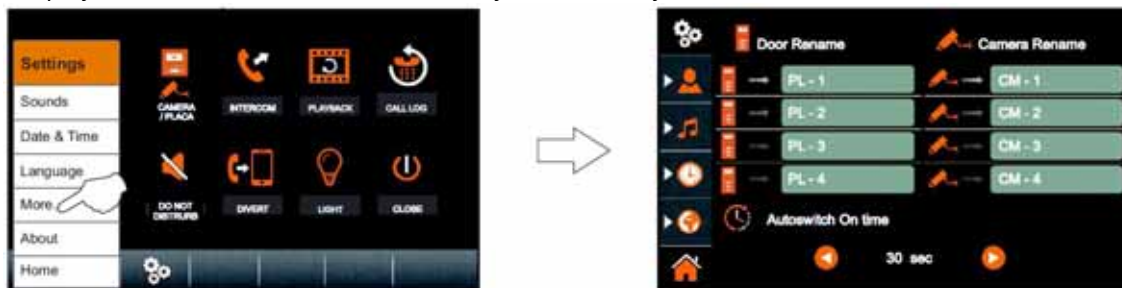 Settings
Sounds
Date & Time
Language
More
About
Home
CAMERA
/ PLACA
INTERCOM
PLAYBACK
CALL LOG
DO NOT
DISTRURB
DIVERT
LIGHT
CLOSE
Door Rename
Camera Rename
PL - 1
CM - 1
PL - 2
CM - 2
PL - 3
CM - 3
PL - 4
CM - 4
Autoswitch On time
30 sec